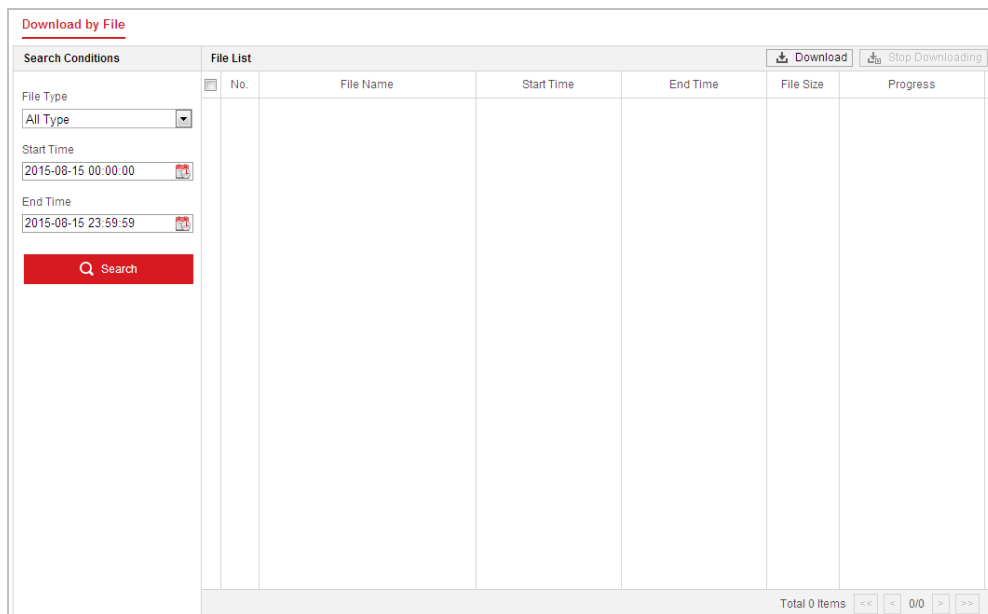 Download by File
Search Conditions
File List
Download
Stop Downloading
No.
File Name
Start Time
End Time
File Size
Progress
File Type
All Type
Start Time
2015-08-15 00:00:00
End Time
2015-08-15 23:59:59
Search
Total 0 Items
<<
<
0/0
>
>>